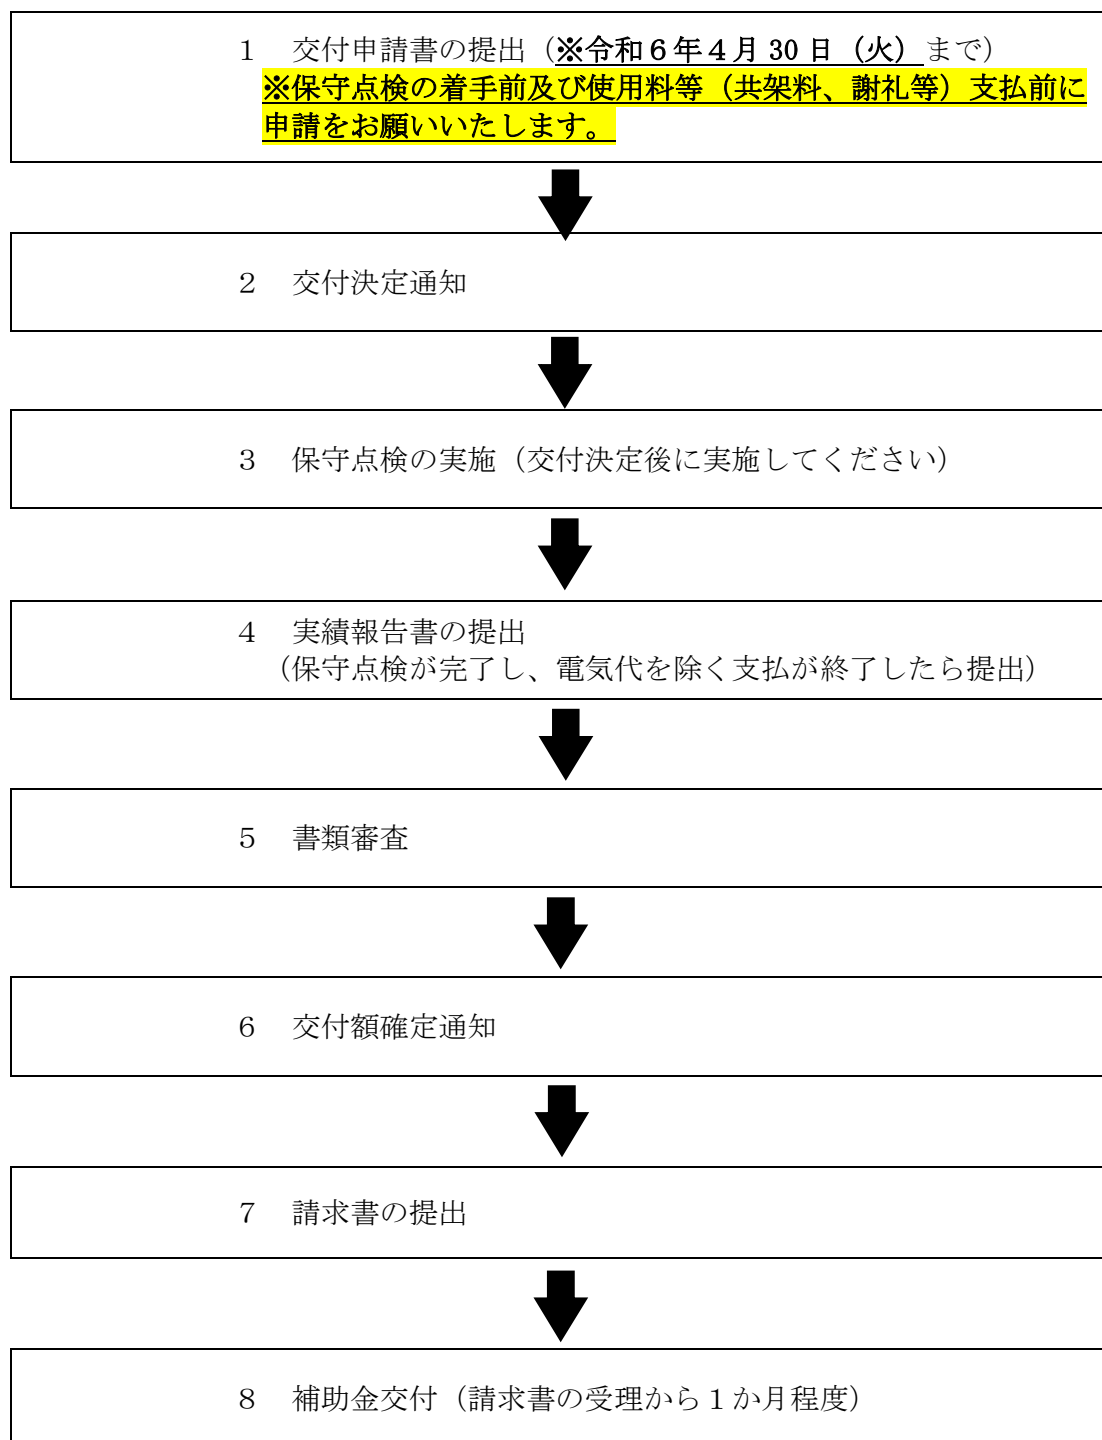 １　交付申請書の提出（※令和６年４月 30 日（火）まで）
※保守点検の着手前及び使用料等（共架料、謝礼等）支払前に
申請をお願いいたします。
２　交付決定通知
３　保守点検の実施（交付決定後に実施してください）
４　実績報告書の提出
（保守点検が完了し、電気代を除く支払が終了したら提出）
５　書類審査
６　交付額確定通知
７　請求書の提出
８　補助金交付（請求書の受理から１か月程度）